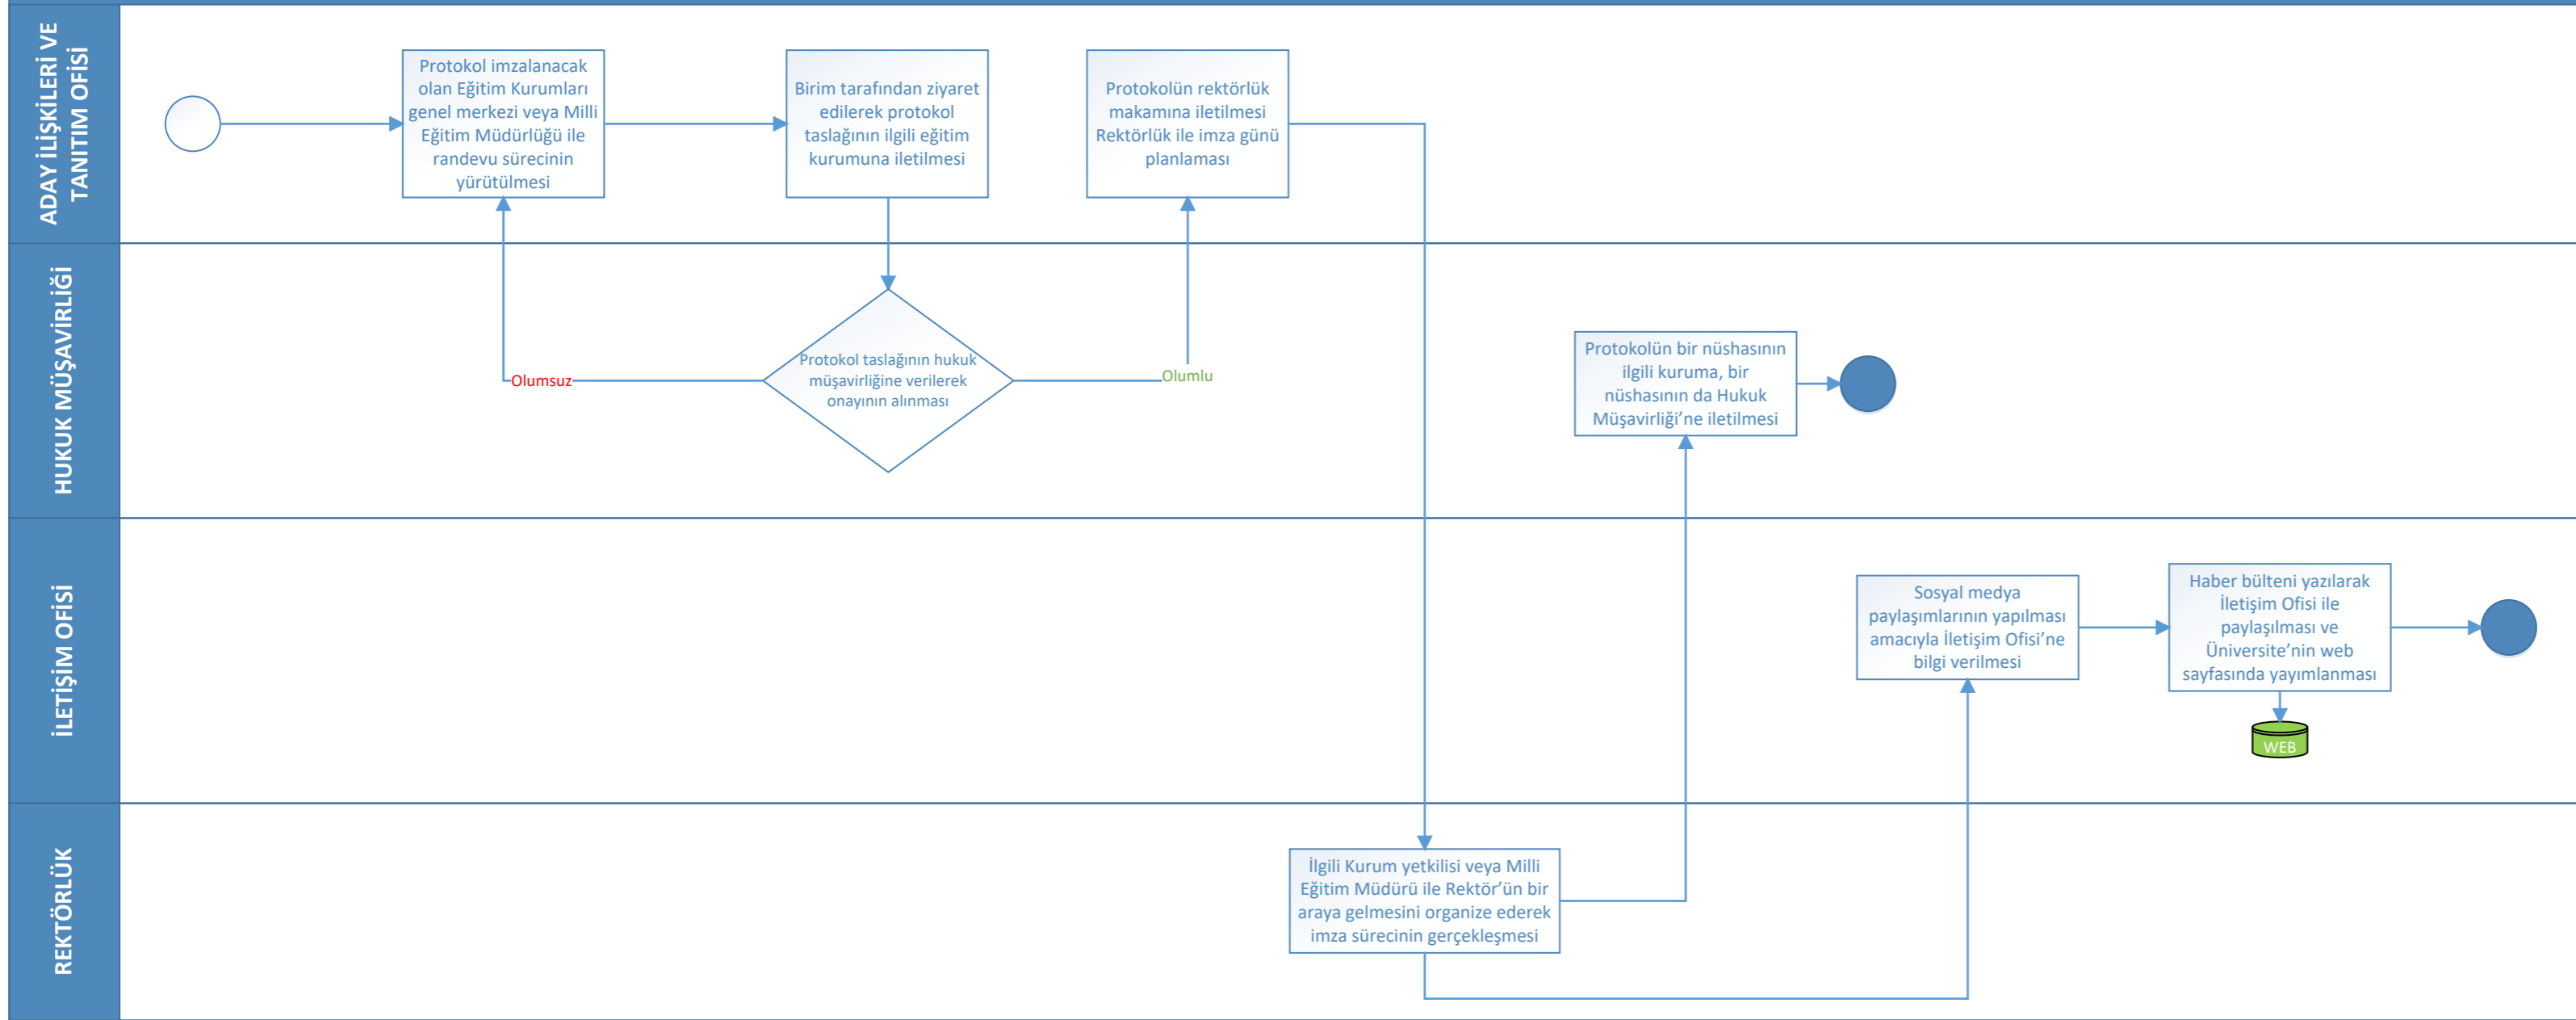 ADAY İLİŞKİLERİ VE
TANITIM OFİSİ
Protokol imzalanacak
olan Eğitim Kurumları
genel merkezi veya Milli
Eğitim Müdürlüğü ile
randevu sürecinin
yürütülmesi
Birim tarafından ziyaret
edilerek protokol
taslağının ilgili eğitim
kurumuna iletilmesi
Protokolün rektörlük
makamına iletilmesi
Rektörlük ile imza günü
planlaması
HUKUK MÜŞAVİRLİĞİ
Olumsuz
Protokol taslağının hukuk
müşavirliğine verilerek
onayının alınması
Olumlu
Protokolün bir nüshasının
ilgili kuruma, bir
nüshasının da Hukuk
Müşavirliği’ne iletilmesi
İLETİŞİM OFİSİ
Sosyal medya
paylaşımlarının yapılması
amacıyla İletişim Ofisi’ne
bilgi verilmesi
Haber bülteni yazılarak
İletişim Ofisi ile
paylaşılması ve
Üniversite’nin web
sayfasında yayımlanması
WEB
REKTÖRLÜK
İlgili Kurum yetkilisi veya Milli
Eğitim Müdürü ile Rektör’ün bir
araya gelmesini organize ederek
imza sürecinin gerçekleşmesi